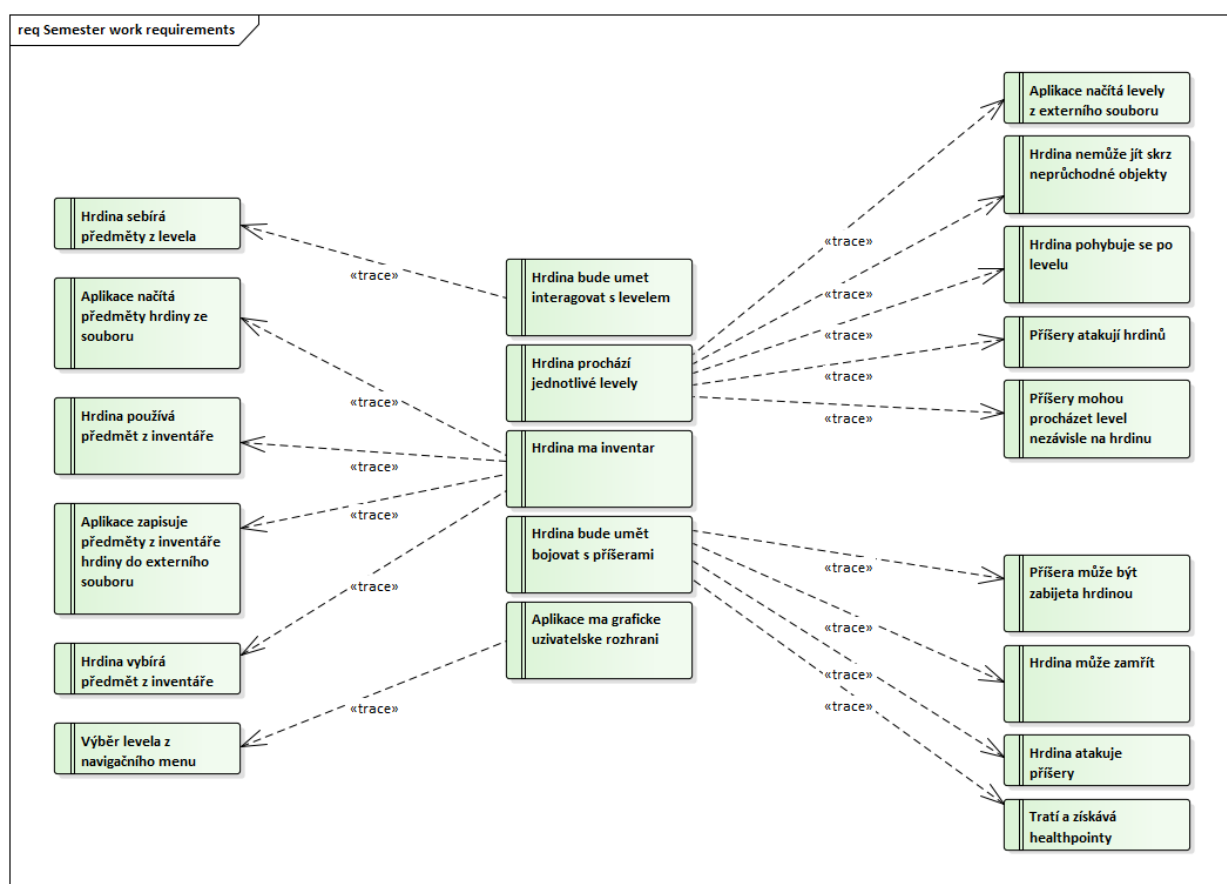 req Semester work requirements
Hrdina sebírá
předměty z levela
Aplikace načítá
předměty hrdiny ze
souboru
Hrdina používá
předmět z inventáře
Aplikace zapisuje
předměty z inventáře
hrdiny do externího
souboru
Hrdina vybírá
předmět z inventáře
Výběr levela z
navigačního menu
«trace»
«trace»
«trace»
«trace»
«trace»
«trace»
Hrdina bude umet
interagovat s levelem
Hrdina prochází
jednotlivé levely
Hrdina ma inventar
Hrdina bude umět
bojovat s příšerami
Aplikace ma graficke
uzivatelske rozhrani
«trace»
«trace»
«trace»
«trace»
«trace»
«trace»
«trace»
«trace»
«trace»
Aplikace načítá levely
z externího souboru
Hrdina nemůže jít skrz
neprůchodné objekty
Hrdina pohybuje se po
levelu
Příšery atakují hrdinů
Příšery mohou
procházet level
nezávisle na hrdinu
Příšera může být
zabijeta hrdinou
Hrdina může zamřít
Hrdina atakuje
příšery
Tratí a získává
healthpointy